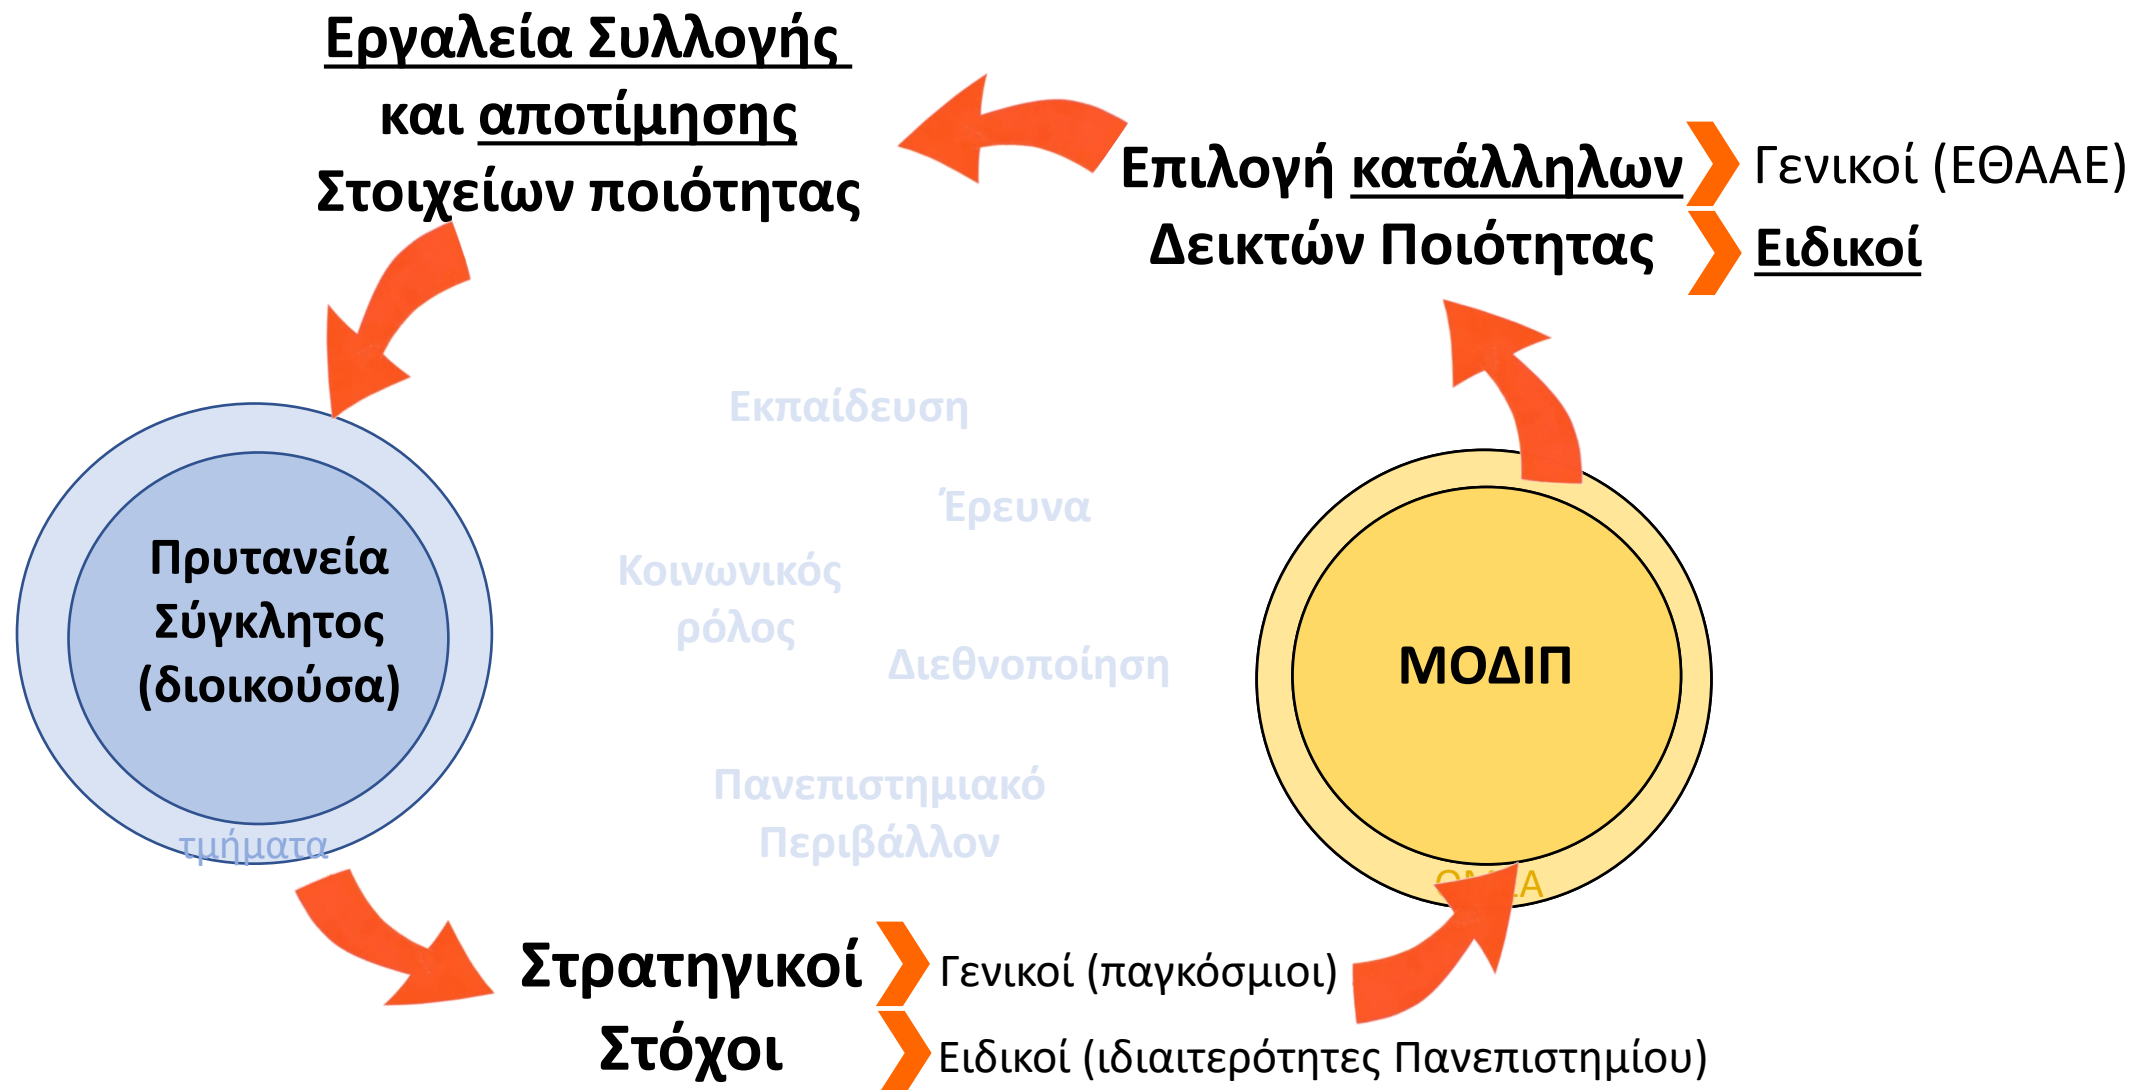 Εργαλεία Συλλογής
και αποτίμησης
Στοιχείων ποιότητας
Επιλογή κατάλληλων
Δεικτών Ποιότητας
Γενικοί (ΕΘΑΑΕ)
Ειδικοί
Εκπαίδευση
Έρευνα
Κοινωνικός
ρόλος
Διεθνοποίηση
Πανεπιστημιακό
Περιβάλλον
Πρυτανεία
Σύγκλητος
(διοικούσα)
τμήματα
ΜΟΔΙΠ
Στρατηγικοί
Στόχοι
Γενικοί (παγκόσμιοι)
Ειδικοί (ιδιαιτερότητες Πανεπιστημίου)